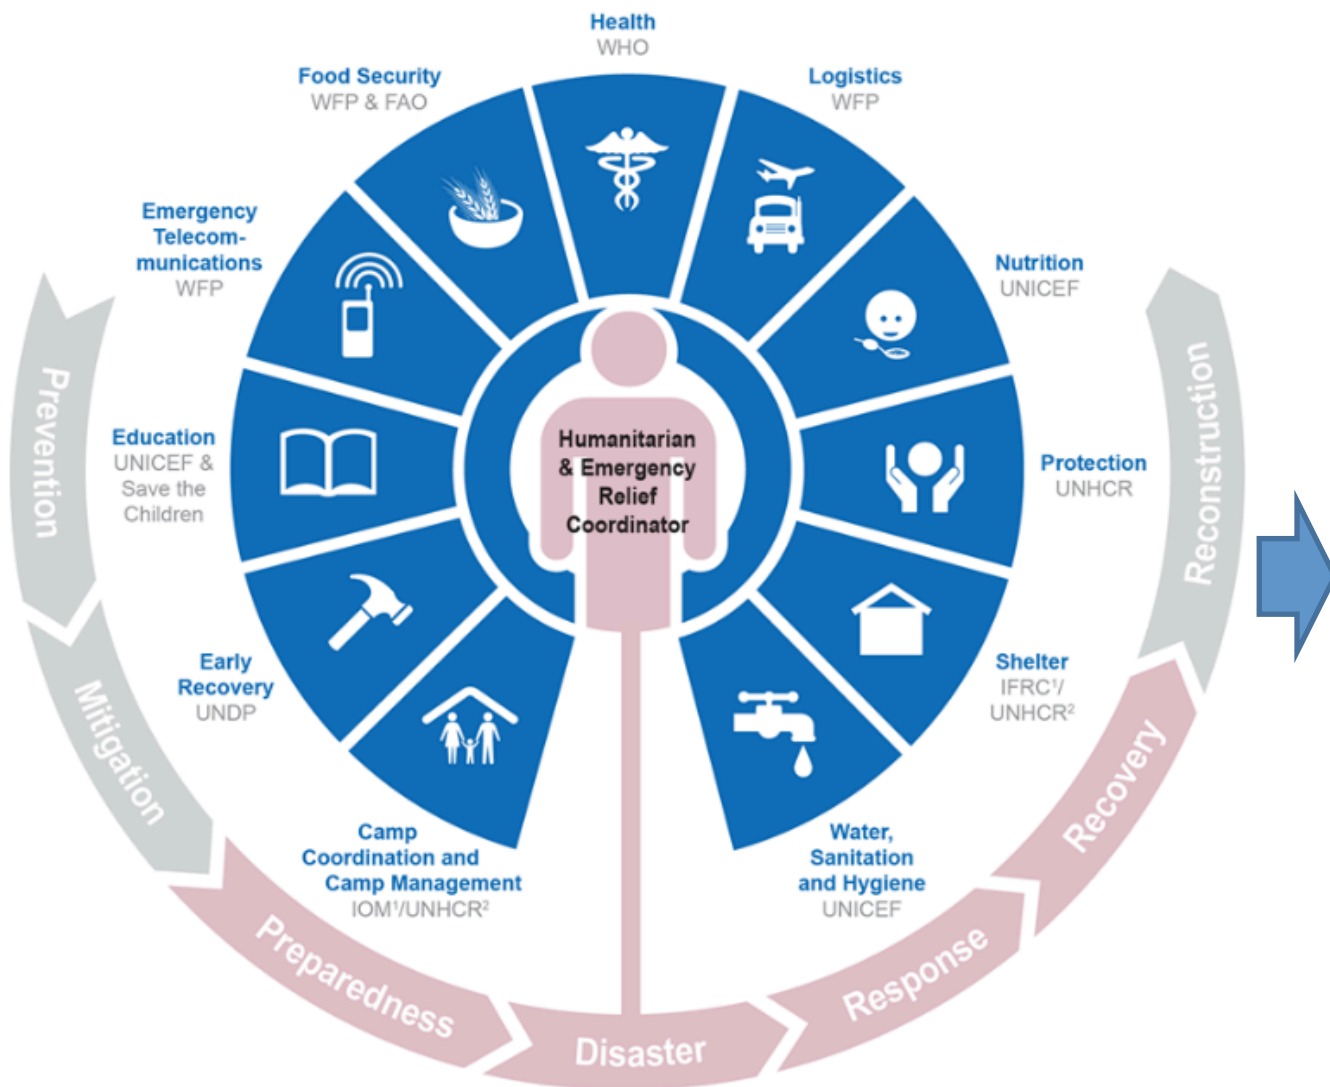 Health
WHO
Logistics
WFP
Nutrition
UNICEF
Protection
UNHCR
Shelter
IFRC¹/
UNHCR²
Water,
Sanitation
and Hygiene
UNICEF
Camp
Coordination and
Camp Management
IOM¹/UNHCR²
Early
Recovery
UNDP
Education
UNICEF &
Save the
Children
Emergency
Telecom-
munications
WFP
Food Security
WFP & FAO
Humanitarian
& Emergency
Relief
Coordinator
Prevention
Mitigation
Preparedness
Disaster
Response
Recovery
Reconstruction